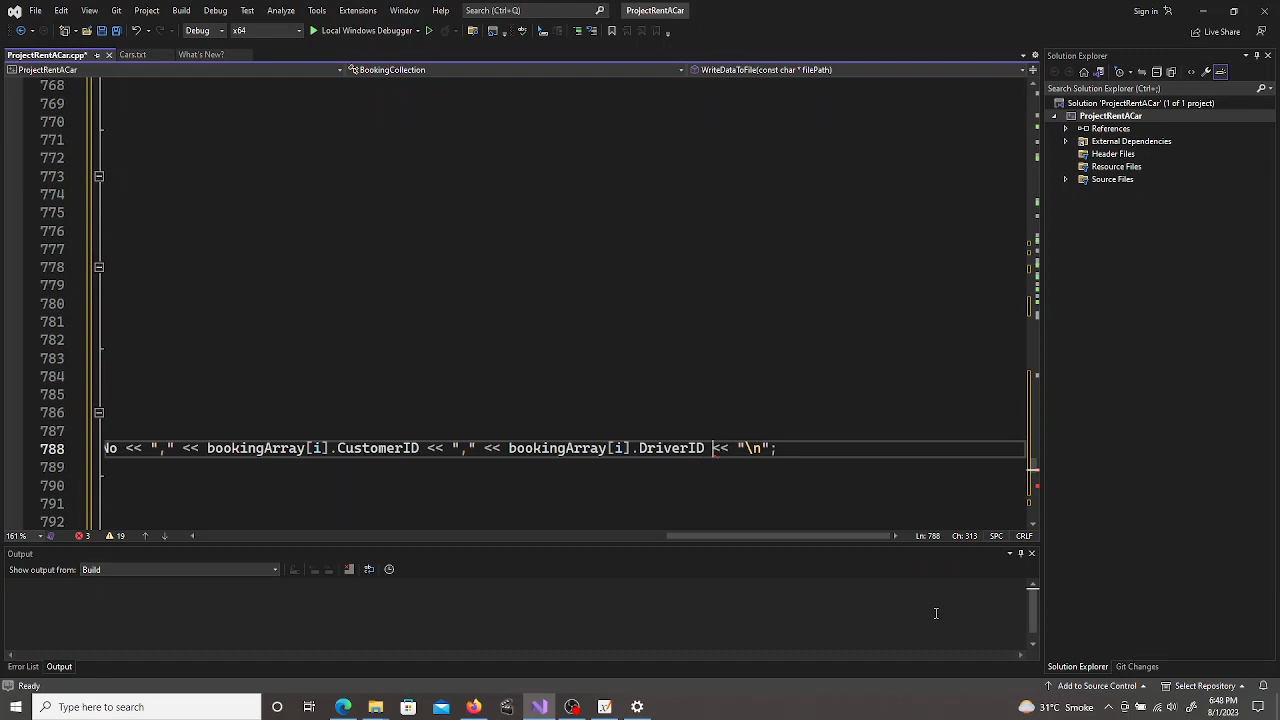 File Edit View Git Project Build Debug Test Analyze Tools Extensions Window Help Search (Ctrl+Q) ProjectRentACar Sign in
Debug x64 Local Windows Debugger Live Share
ProjectRentACar.cpp* Cars.txt What's New? Solution Explorer
ProjectRentACar BookingCollection WriteDataToFile(const char * filePath)
Search Solution Explorer (Ctrl+;)
Solution 'ProjectRentACar' (1 of 1 project)
ProjectRentACar
References
External Dependencies
Header Files
Resource Files
Source Files
768
769
770
771
772
773
774
775
776
777
778
779
780
781
782
783
784
785
786
787
788 No << "," << bookingArray[i].CustomerID << "," << bookingArray[i].DriverID << "\n";
789
790
791
792
161 % 3 19 Ln: 788 Ch: 313 SPC CRLF
Output
Show output from: Build
Error List Output Solution Explorer Git Changes
Ready Add to Source Control Select Repository
Type here to search 31°C Smoke 6:48 PM
8/1/2023